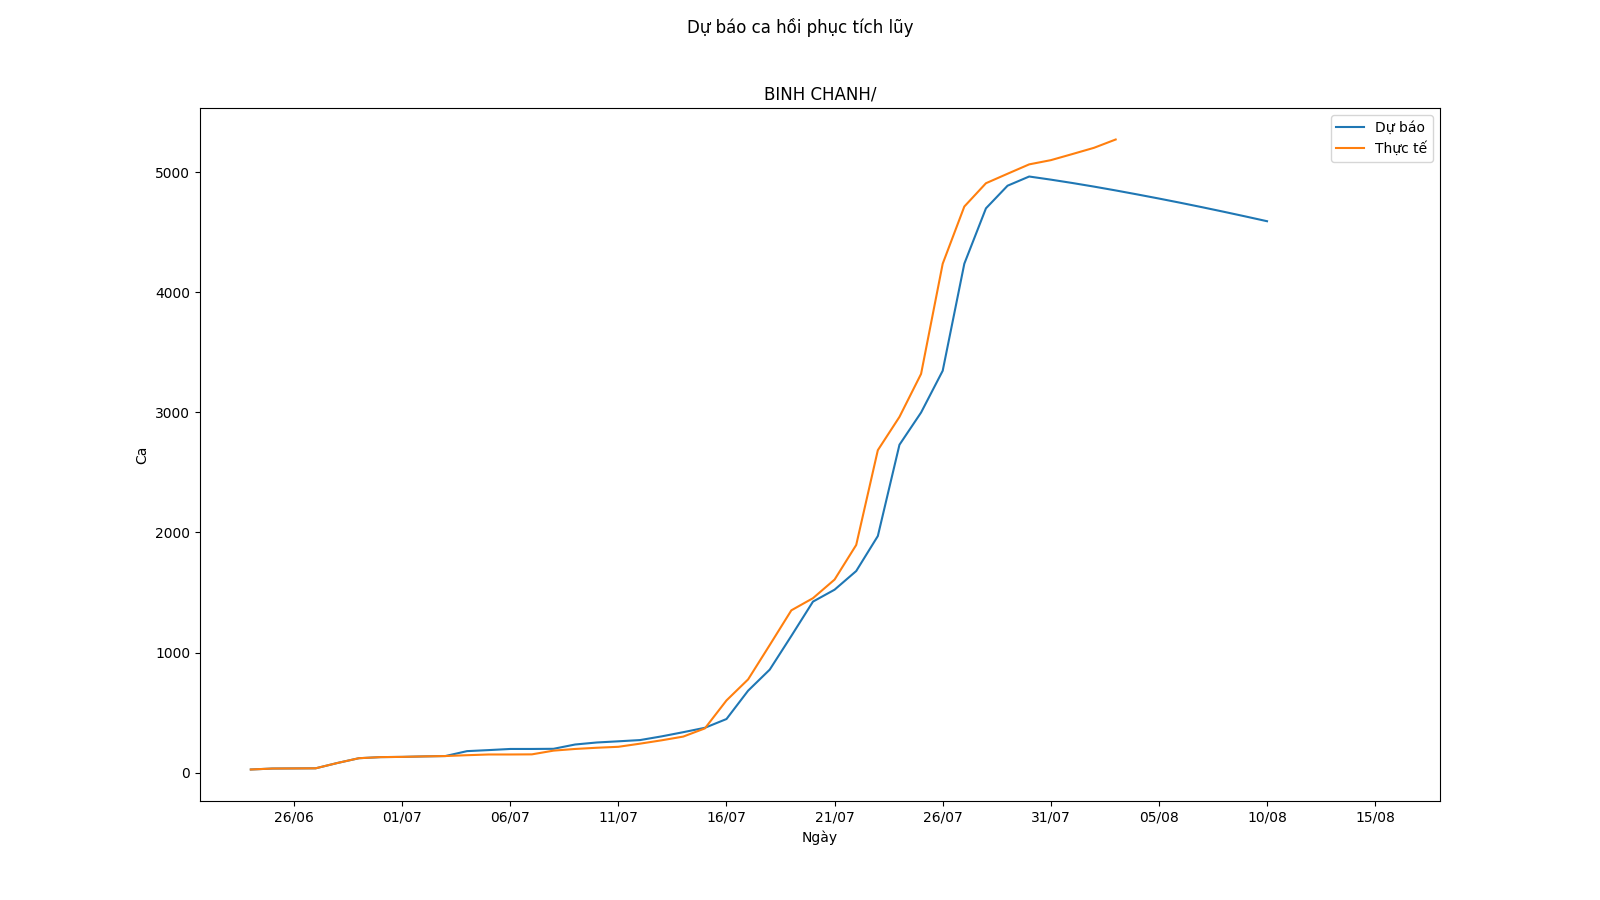 Dự báo ca hồi phục tích lũy
BINH CHANH/
Dự báo
Thực tế
5000
4000
3000
2000
1000
0
Ca
26/06 01/07 06/07 11/07 16/07 21/07 26/07 31/07 05/08 10/08 15/08
Ngày